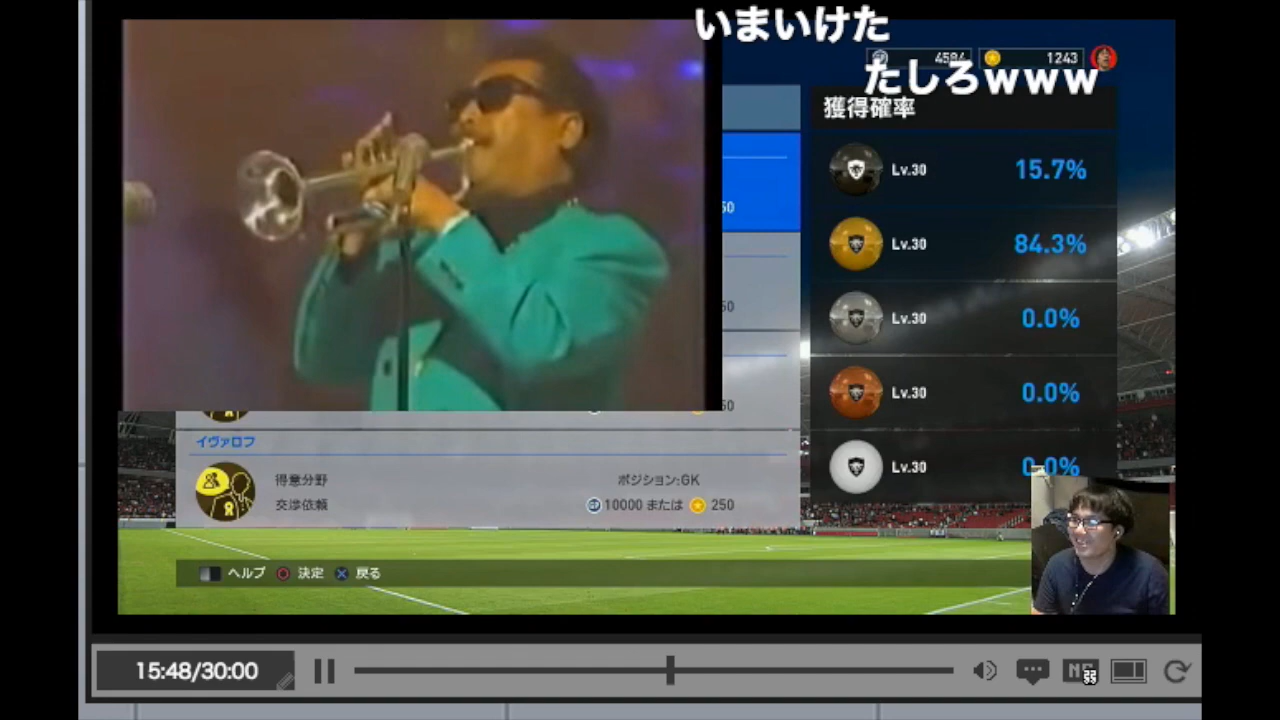 いまいけた
4584
1243
たしろwww
獲得確率
Lv.30
15.7%
50
Lv.30
84.3%
50
Lv.30
0.0%
Lv.30
0.0%
50
イヴァロフ
Lv.30
0.0%
得意分野
ポジション:GK
交渉依頼
GP 10000 または 250
ヘルプ 決定 戻る
15:48/30:00